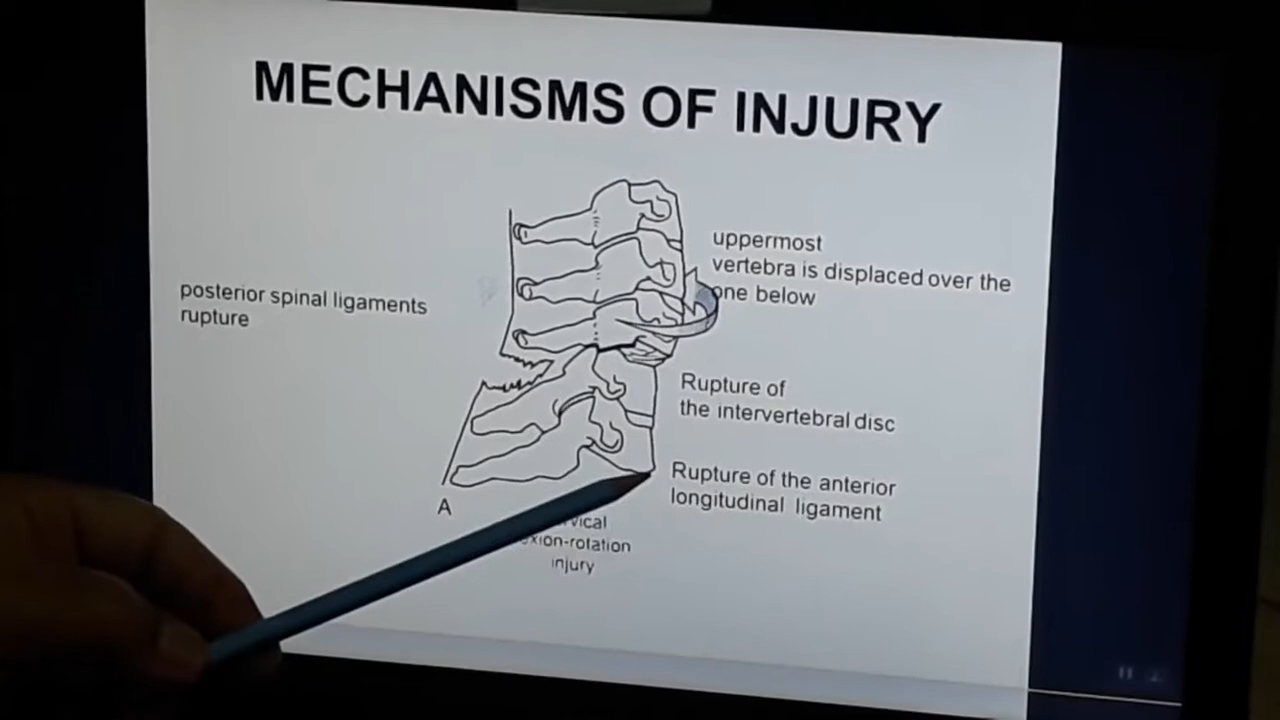 MECHANISMS OF INJURY
uppermost
vertebra is displaced over the
one below
posterior spinal ligaments
rupture
Rupture of
the intervertebral disc
Rupture of the anterior
longitudinal ligament
A
injury